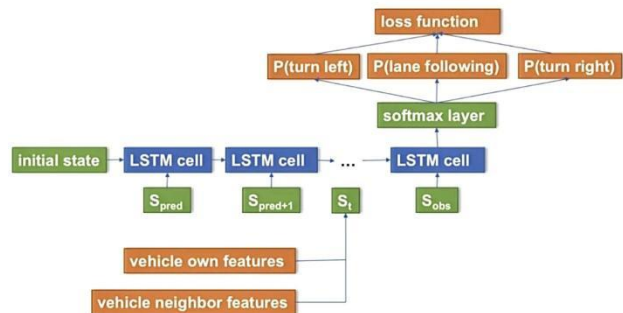 loss function
P(turn left) P(lane following) P(turn right)
softmax layer
initial state LSTM cell LSTM cell ... LSTM cell
Spred Spred+1 St Sobs
vehicle own features
vehicle neighbor features